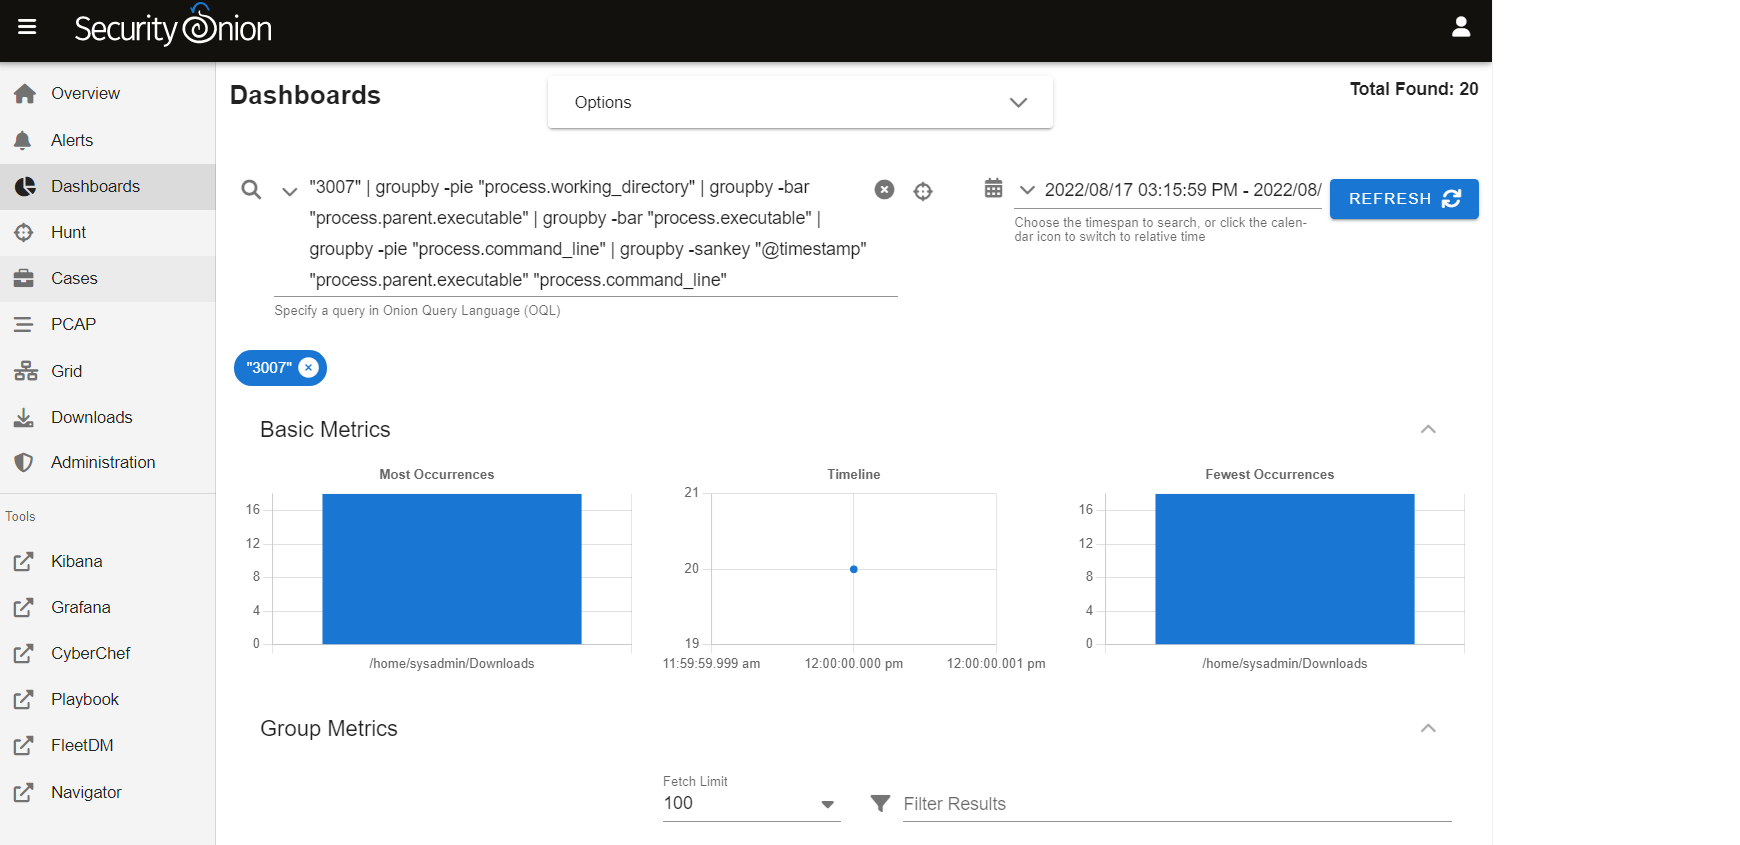 Security Onion
Overview
Alerts
Dashboards
Hunt
Cases
PCAP
Grid
Downloads
Administration
Tools
Kibana
Grafana
CyberChef
Playbook
FleetDM
Navigator
Dashboards
Options
Total Found: 20
"3007" | groupby -pie "process.working_directory" | groupby -bar
"process.parent.executable" | groupby -bar "process.executable" |
groupby -pie "process.command_line" | groupby -sankey "@timestamp"
"process.parent.executable" "process.command_line"
Specify a query in Onion Query Language (OQL)
2022/08/17 03:15:59 PM - 2022/08/
Choose the timespan to search, or click the calen-
dar icon to switch to relative time
REFRESH
"3007"
Basic Metrics
Most Occurrences
16
12
8
4
0
/home/sysadmin/Downloads
Timeline
21
20
19
11:59:59.999 am 12:00:00.000 pm 12:00:00.001 pm
Fewest Occurrences
16
12
8
4
0
/home/sysadmin/Downloads
Group Metrics
Fetch Limit
100
Filter Results